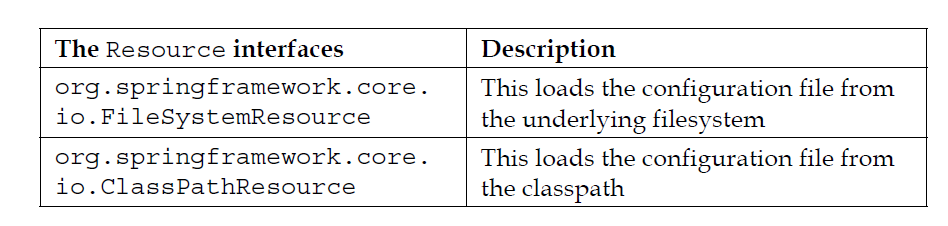 The Resource interfaces
Description
org.springframework.core.
io.FileSystemResource
This loads the configuration file from
the underlying filesystem
org.springframework.core.
io.ClassPathResource
This loads the configuration file from
the classpath